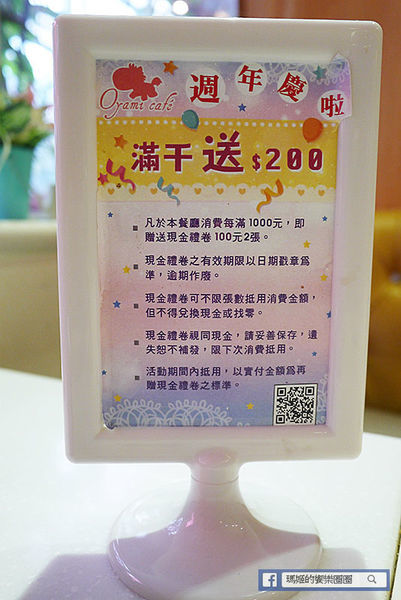 Oyami café
週年慶啦
滿千送$200
凡於本餐廳消費每滿 1000元，即
贈送現金禮卷 100元2張。
現金禮卷之有效期限以日期戳章為
準，逾期作廢。
現金禮卷可不限張數抵用消費金額，
但不得兌換現金或找零。
現金禮卷視同現金，請妥善保存，遺
失恕不補發，限下次消費抵用。
活動期間內抵用，以實付金額為再
贈現金禮卷之標準。
瑪姬的饗樂園圈